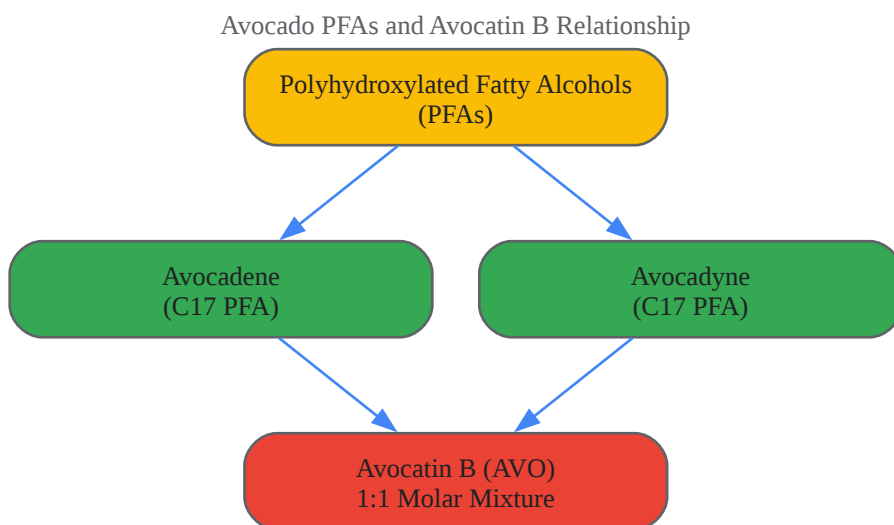 Avocado PFAs and Avocatin B Relationship
Polyhydroxylated Fatty Alcohols
(PFAs)
Avocadene
(C17 PFA)
Avocadyne
(C17 PFA)
Avocatin B (AVO)
1:1 Molar Mixture